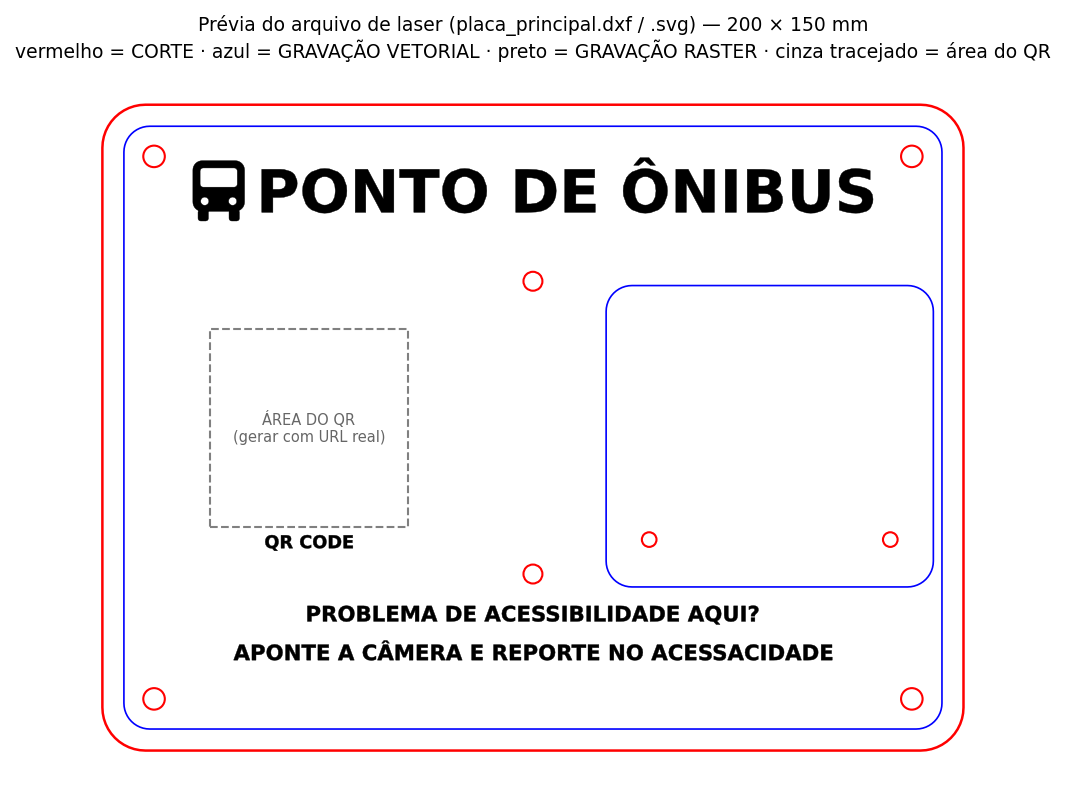 Prévia do arquivo de laser (placa_principal.dxf / .svg) — 200 × 150 mm
vermelho = CORTE · azul = GRAVAÇÃO VETORIAL · preto = GRAVAÇÃO RASTER · cinza tracejado = área do QR
PONTO DE ÔNIBUS
ÁREA DO QR
(gerar com URL real)
QR CODE
PROBLEMA DE ACESSIBILIDADE AQUI?
APONTE A CÂMERA E REPORTE NO ACESSACIDADE